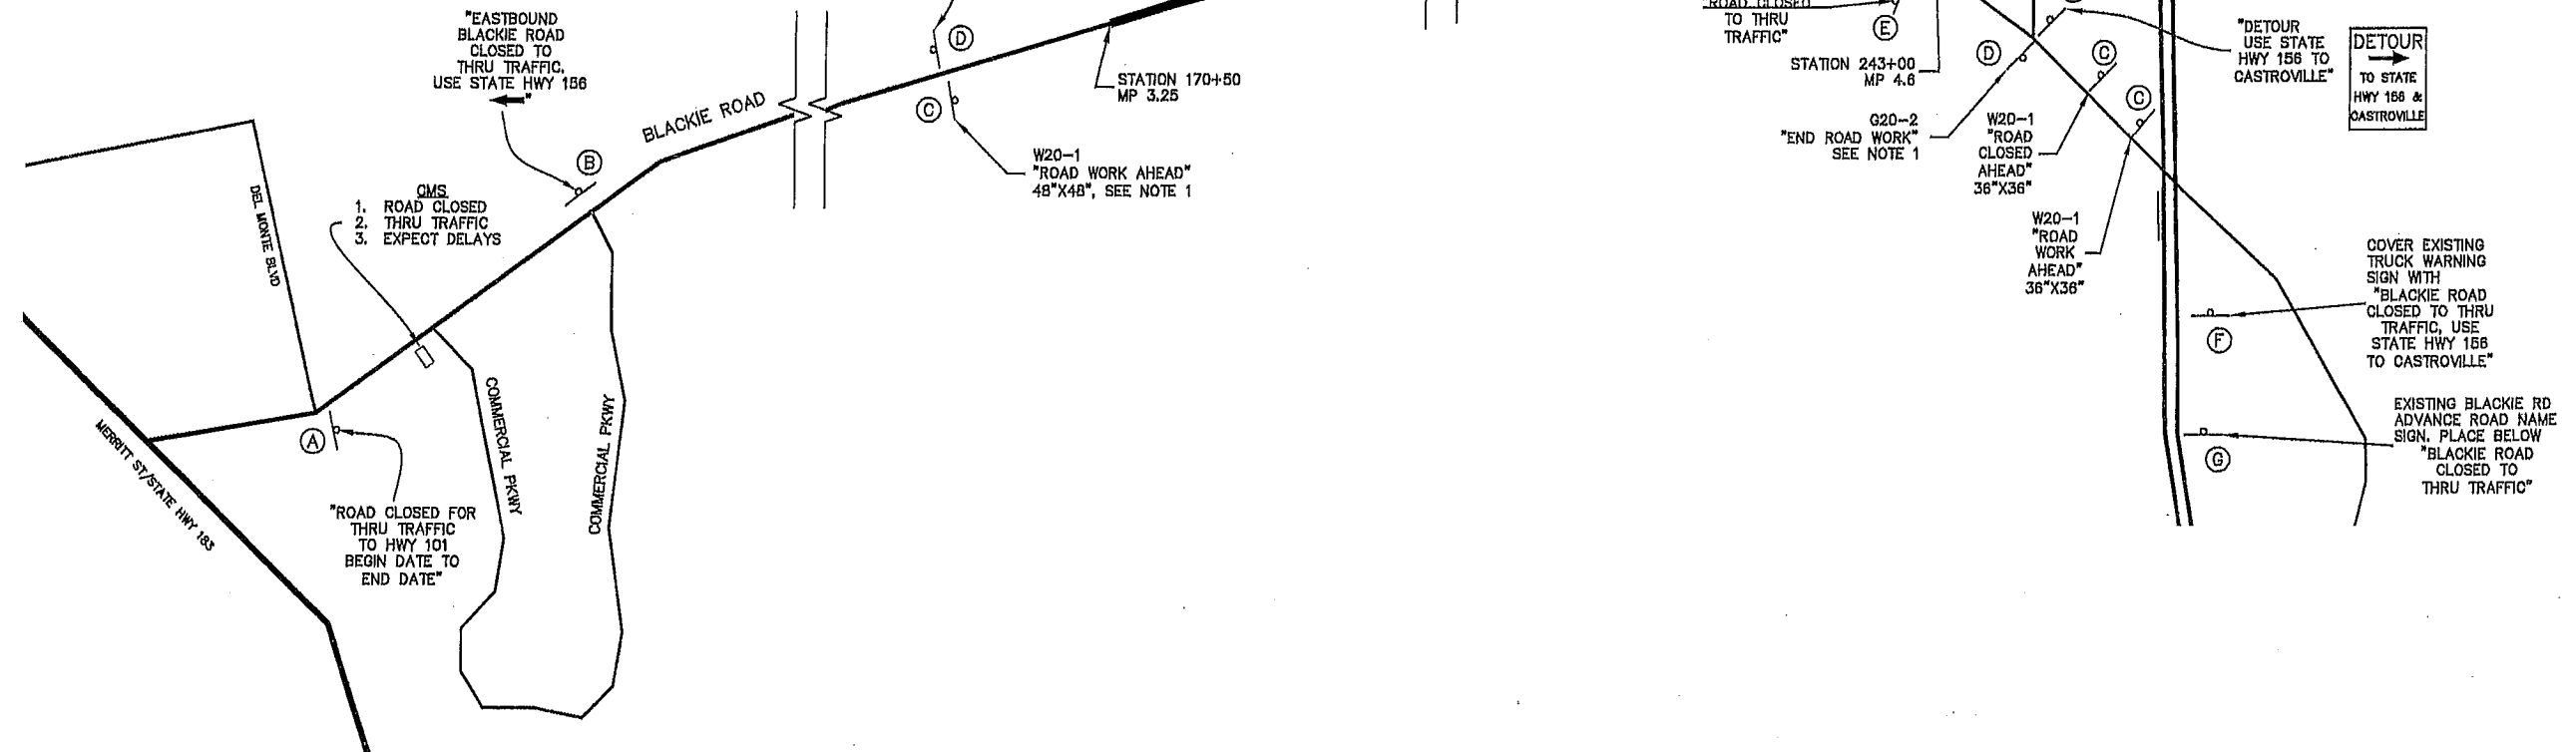 "EASTBOUND
BLACKIE ROAD
CLOSED TO
THRU TRAFFIC.
USE STATE HWY 156
"
B
BLACKIE ROAD
DEL MONTE BLVD
CMS
1. ROAD CLOSED
2. THRU TRAFFIC
3. EXPECT DELAYS
A
MERRITT ST/STATE HWY 183
"ROAD CLOSED FOR
THRU TRAFFIC
TO HWY 101
BEGIN DATE TO
END DATE"
COMMERCIAL PKWY
COMMERCIAL PKWY
D
C
STATION 170+50
MP 3.25
W20-1
"ROAD WORK AHEAD"
48"X48", SEE NOTE 1
"ROAD CLOSED
TO THRU
TRAFFIC"
E
STATION 243+00
MP 4.6
D
G20-2
"END ROAD WORK"
SEE NOTE 1
C
W20-1
"ROAD
CLOSED
AHEAD"
36"X36"
C
W20-1
"ROAD
WORK
AHEAD"
36"X36"
"DETOUR
USE STATE
HWY 156 TO
CASTROVILLE"
DETOUR
TO STATE
HWY 156 &
CASTROVILLE
COVER EXISTING
TRUCK WARNING
SIGN WITH
"BLACKIE ROAD
CLOSED TO THRU
TRAFFIC, USE
STATE HWY 156
TO CASTROVILLE"
F
EXISTING BLACKIE RD
ADVANCE ROAD NAME
SIGN. PLACE BELOW
"BLACKIE ROAD
CLOSED TO
THRU TRAFFIC"
G